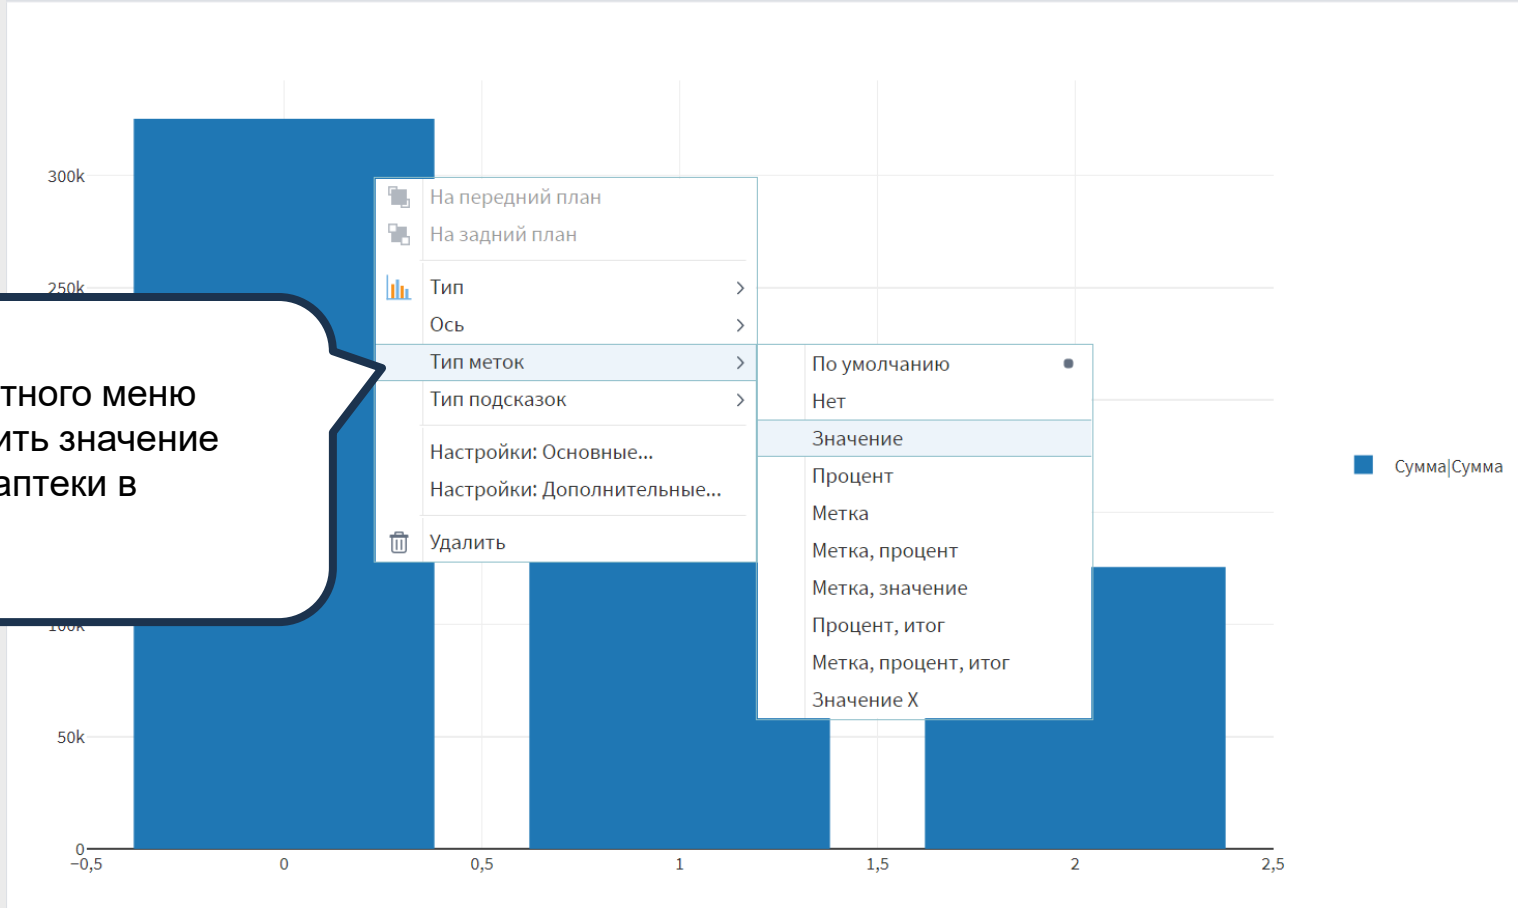 300k
250k
100k
50k
0
−0,5
0
0,5
1
1,5
2
2,5
На передний план
На задний план
Тип
Ось
Тип меток
Тип подсказок
Настройки: Основные...
Настройки: Дополнительные...
Удалить
По умолчанию
Нет
Значение
Процент
Метка
Метка, процент
Метка, значение
Процент, итог
Метка, процент, итог
Значение X
тного меню
ить значение
аптеки в
Сумма|Сумма